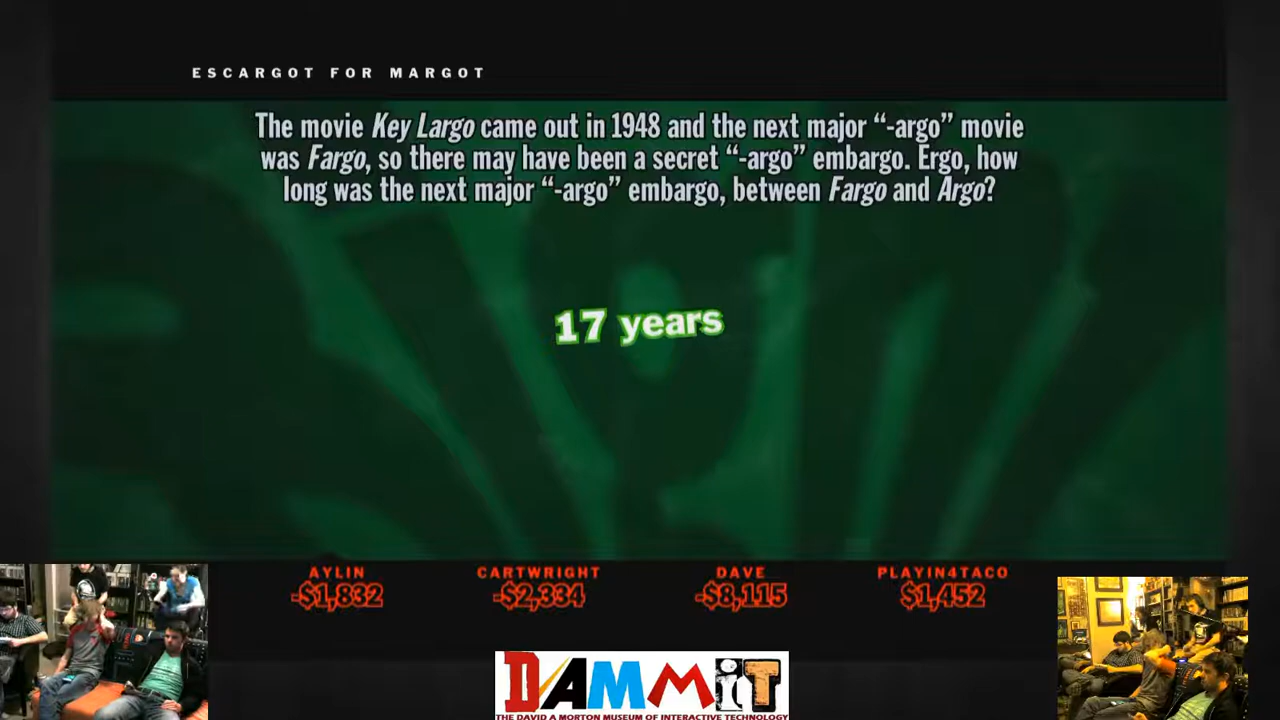 ESCARGOT FOR MARGOT
The movie Key Largo came out in 1948 and the next major “-argo” movie
was Fargo, so there may have been a secret “-argo” embargo. Ergo, how
long was the next major “-argo” embargo, between Fargo and Argo?
17 years
AYLIN CARTWRIGHT DAVE PLAYIN4TACO
-$1,832 -$2,334 -$8,115 $1,452
DAMMiT
THE DAVID A MORTON MUSEUM OF INTERACTIVE TECHNOLOGY